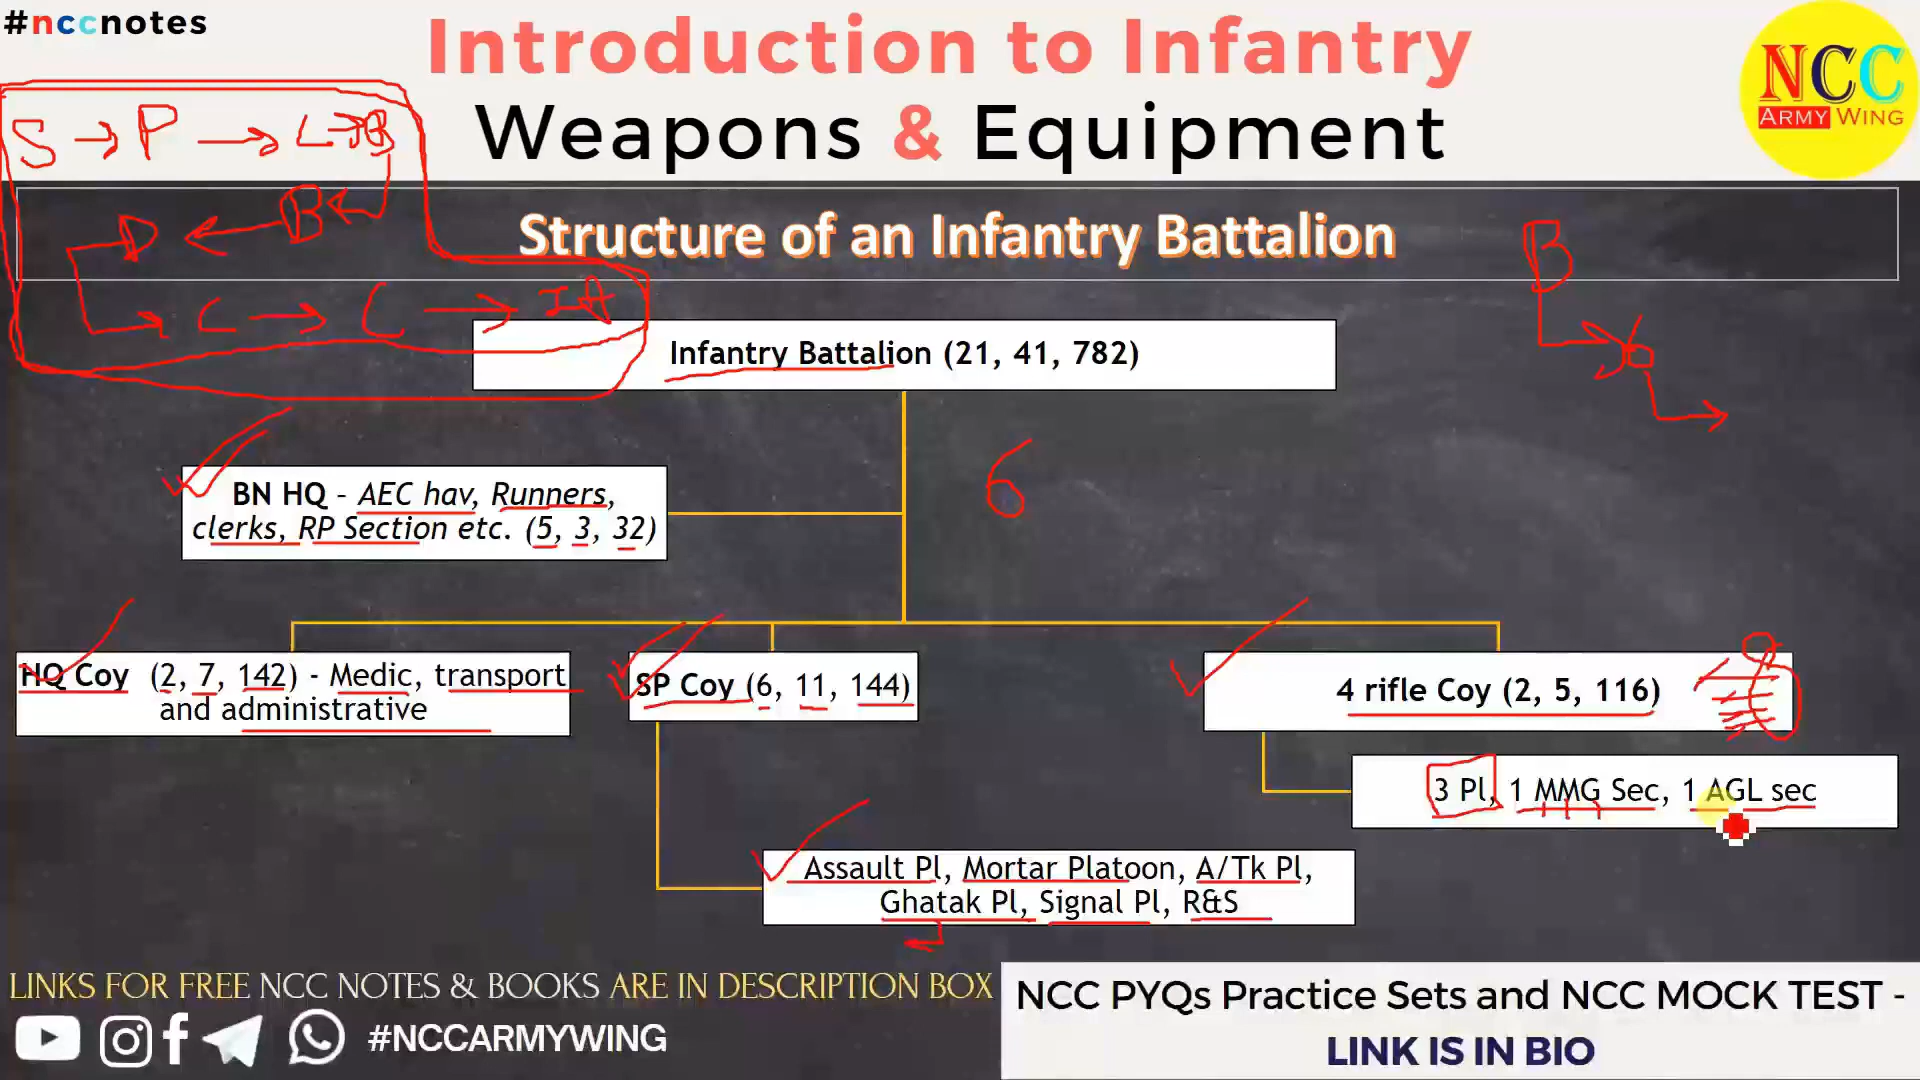 #nccnotes
Introduction to Infantry
Weapons & Equipment
NCC
ARMY WING
S → P → C → B
D ← B ←
→ C → C → IA
Structure of an Infantry Battalion
B
Infantry Battalion (21, 41, 782)
6
BN HQ – AEC hav, Runners,
clerks, RP Section etc. (5, 3, 32)
HQ Coy (2, 7, 142) - Medic, transport
and administrative
SP Coy (6, 11, 144)
4 rifle Coy (2, 5, 116)
3 Pl, 1 MMG Sec, 1 AGL sec
Assault Pl, Mortar Platoon, A/Tk Pl,
Ghatak Pl, Signal Pl, R&S
LINKS FOR FREE NCC NOTES & BOOKS ARE IN DESCRIPTION BOX
#NCCARMYWING
NCC PYQs Practice Sets and NCC MOCK TEST -
LINK IS IN BIO